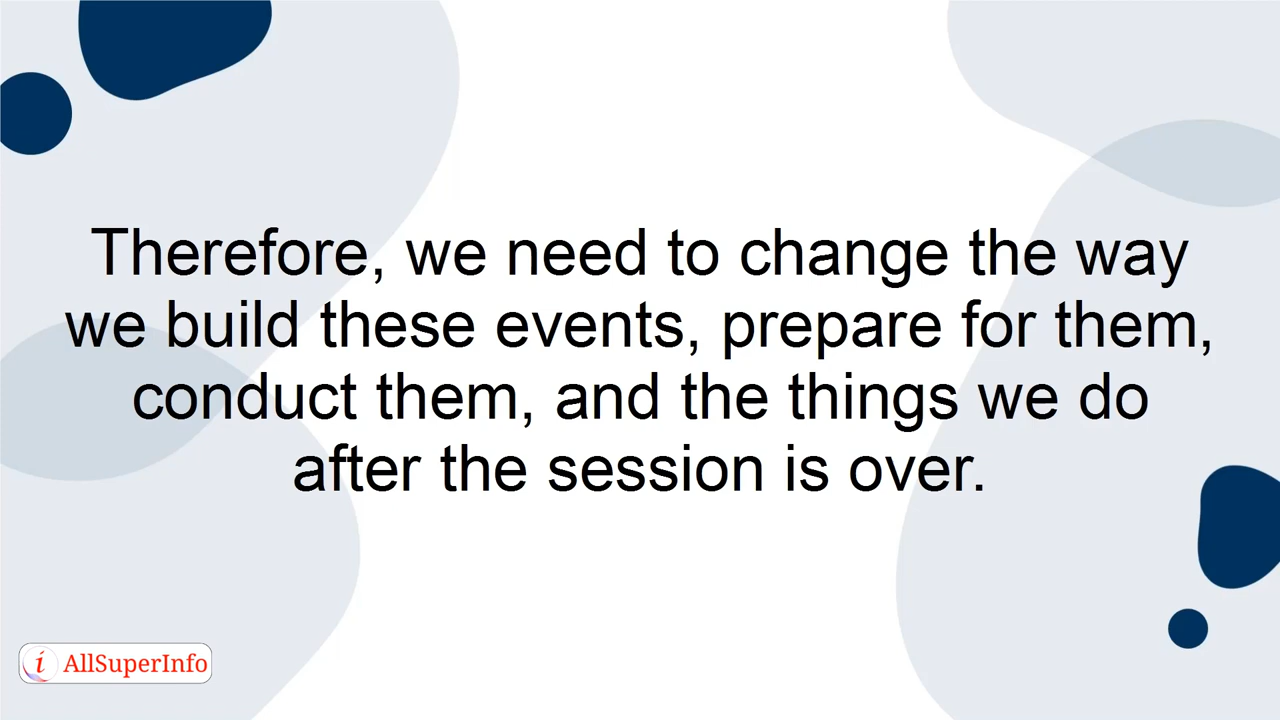 Therefore, we need to change the way
we build these events, prepare for them,
conduct them, and the things we do
after the session is over.
i AllSuperInfo